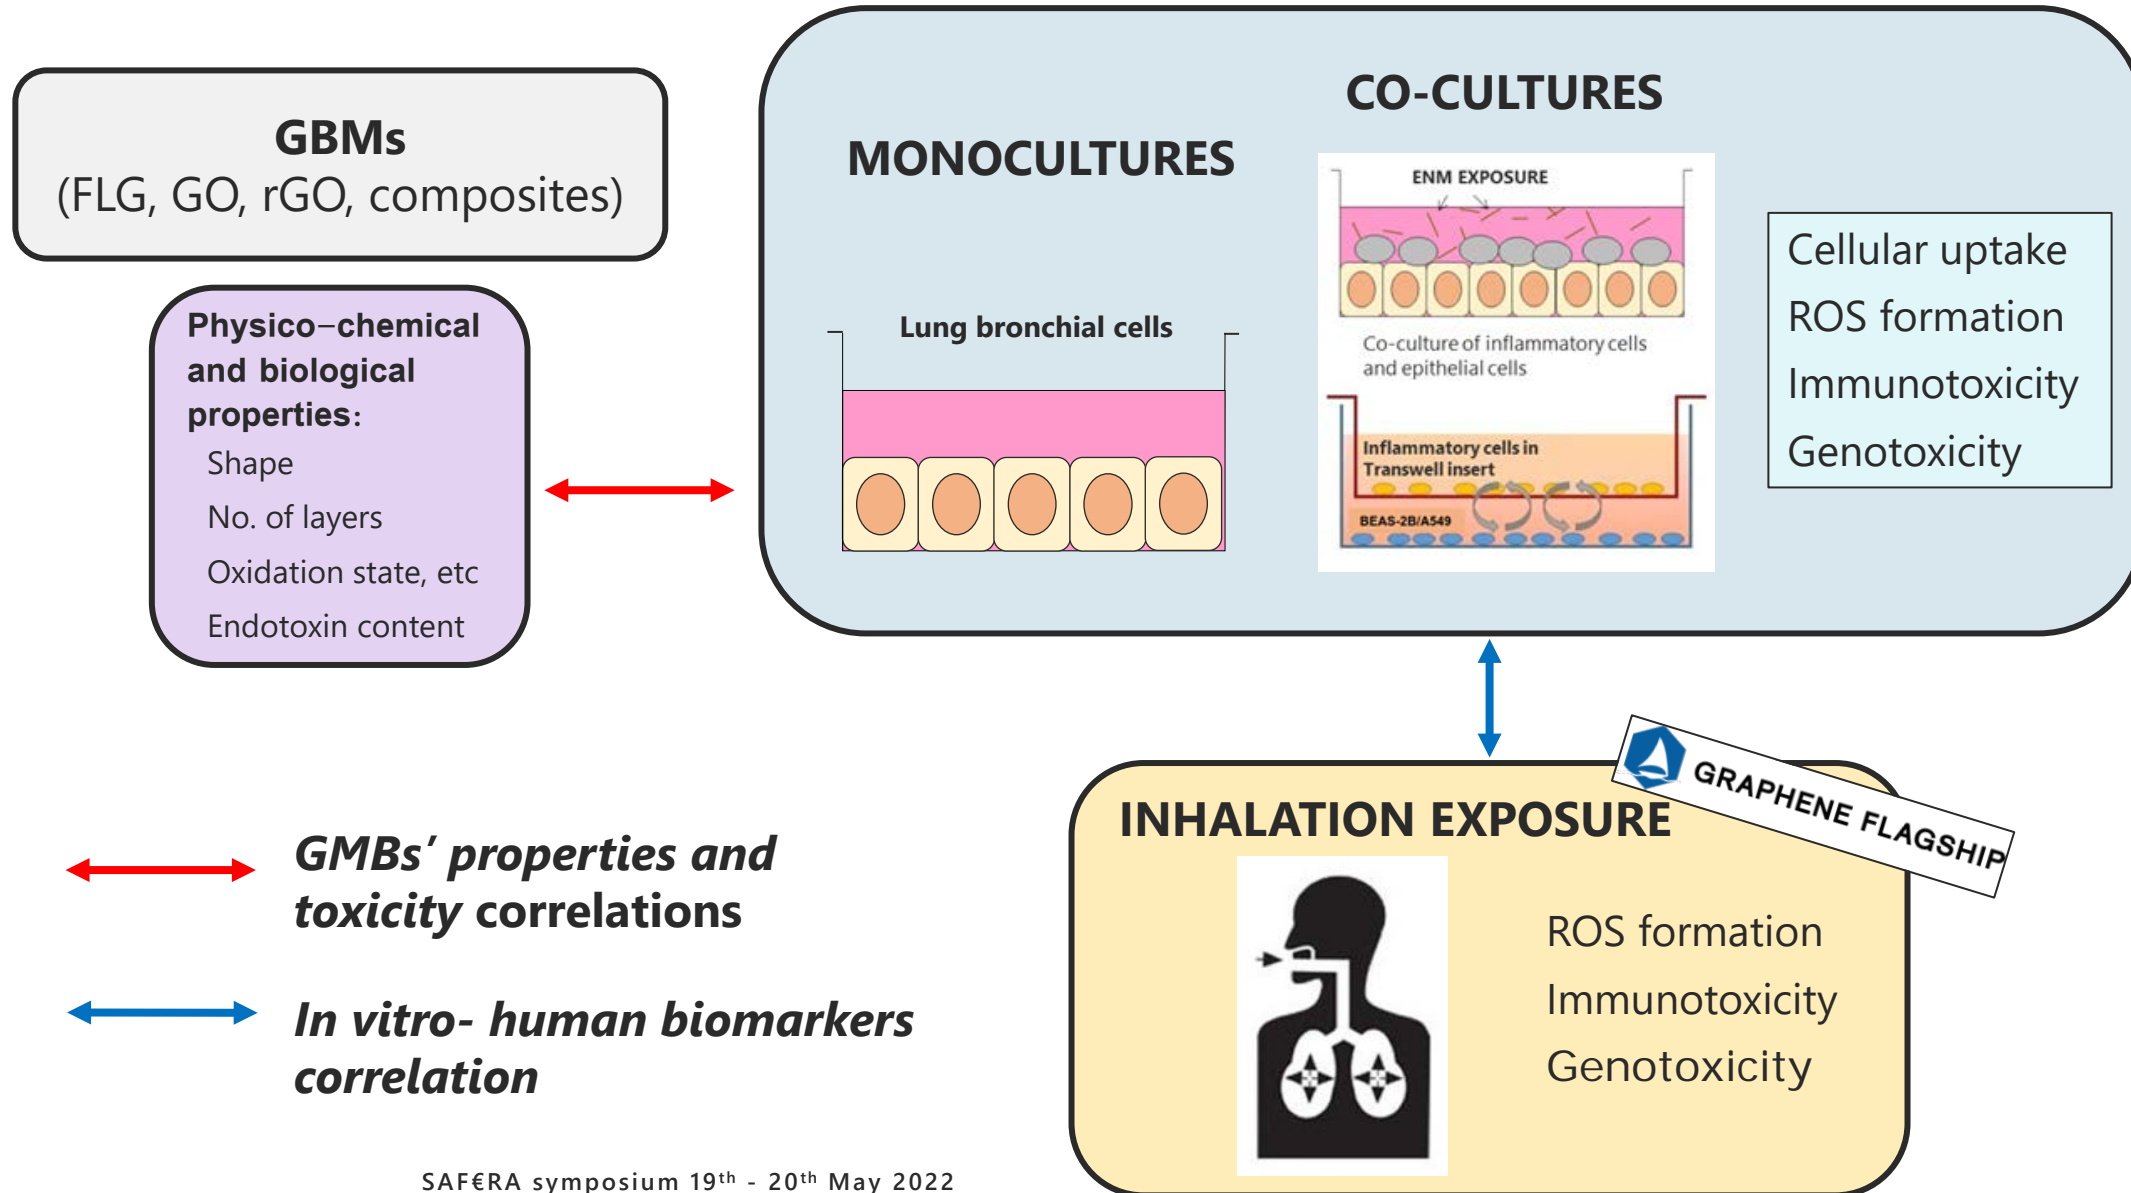 GBMs
(FLG, GO, rGO, composites)
Physico–chemical
and biological
properties:
Shape
No. of layers
Oxidation state, etc
Endotoxin content
MONOCULTURES
Lung bronchial cells
CO-CULTURES
ENM EXPOSURE
Co-culture of inflammatory cells
and epithelial cells
Inflammatory cells in
Transwell insert
BEAS-2B/A549
Cellular uptake
ROS formation
Immunotoxicity
Genotoxicity
GRAPHENE FLAGSHIP
INHALATION EXPOSURE
ROS formation
Immunotoxicity
Genotoxicity
GMBs' properties and
toxicity correlations
In vitro- human biomarkers
correlation
SAF€RA symposium 19th - 20th May 2022